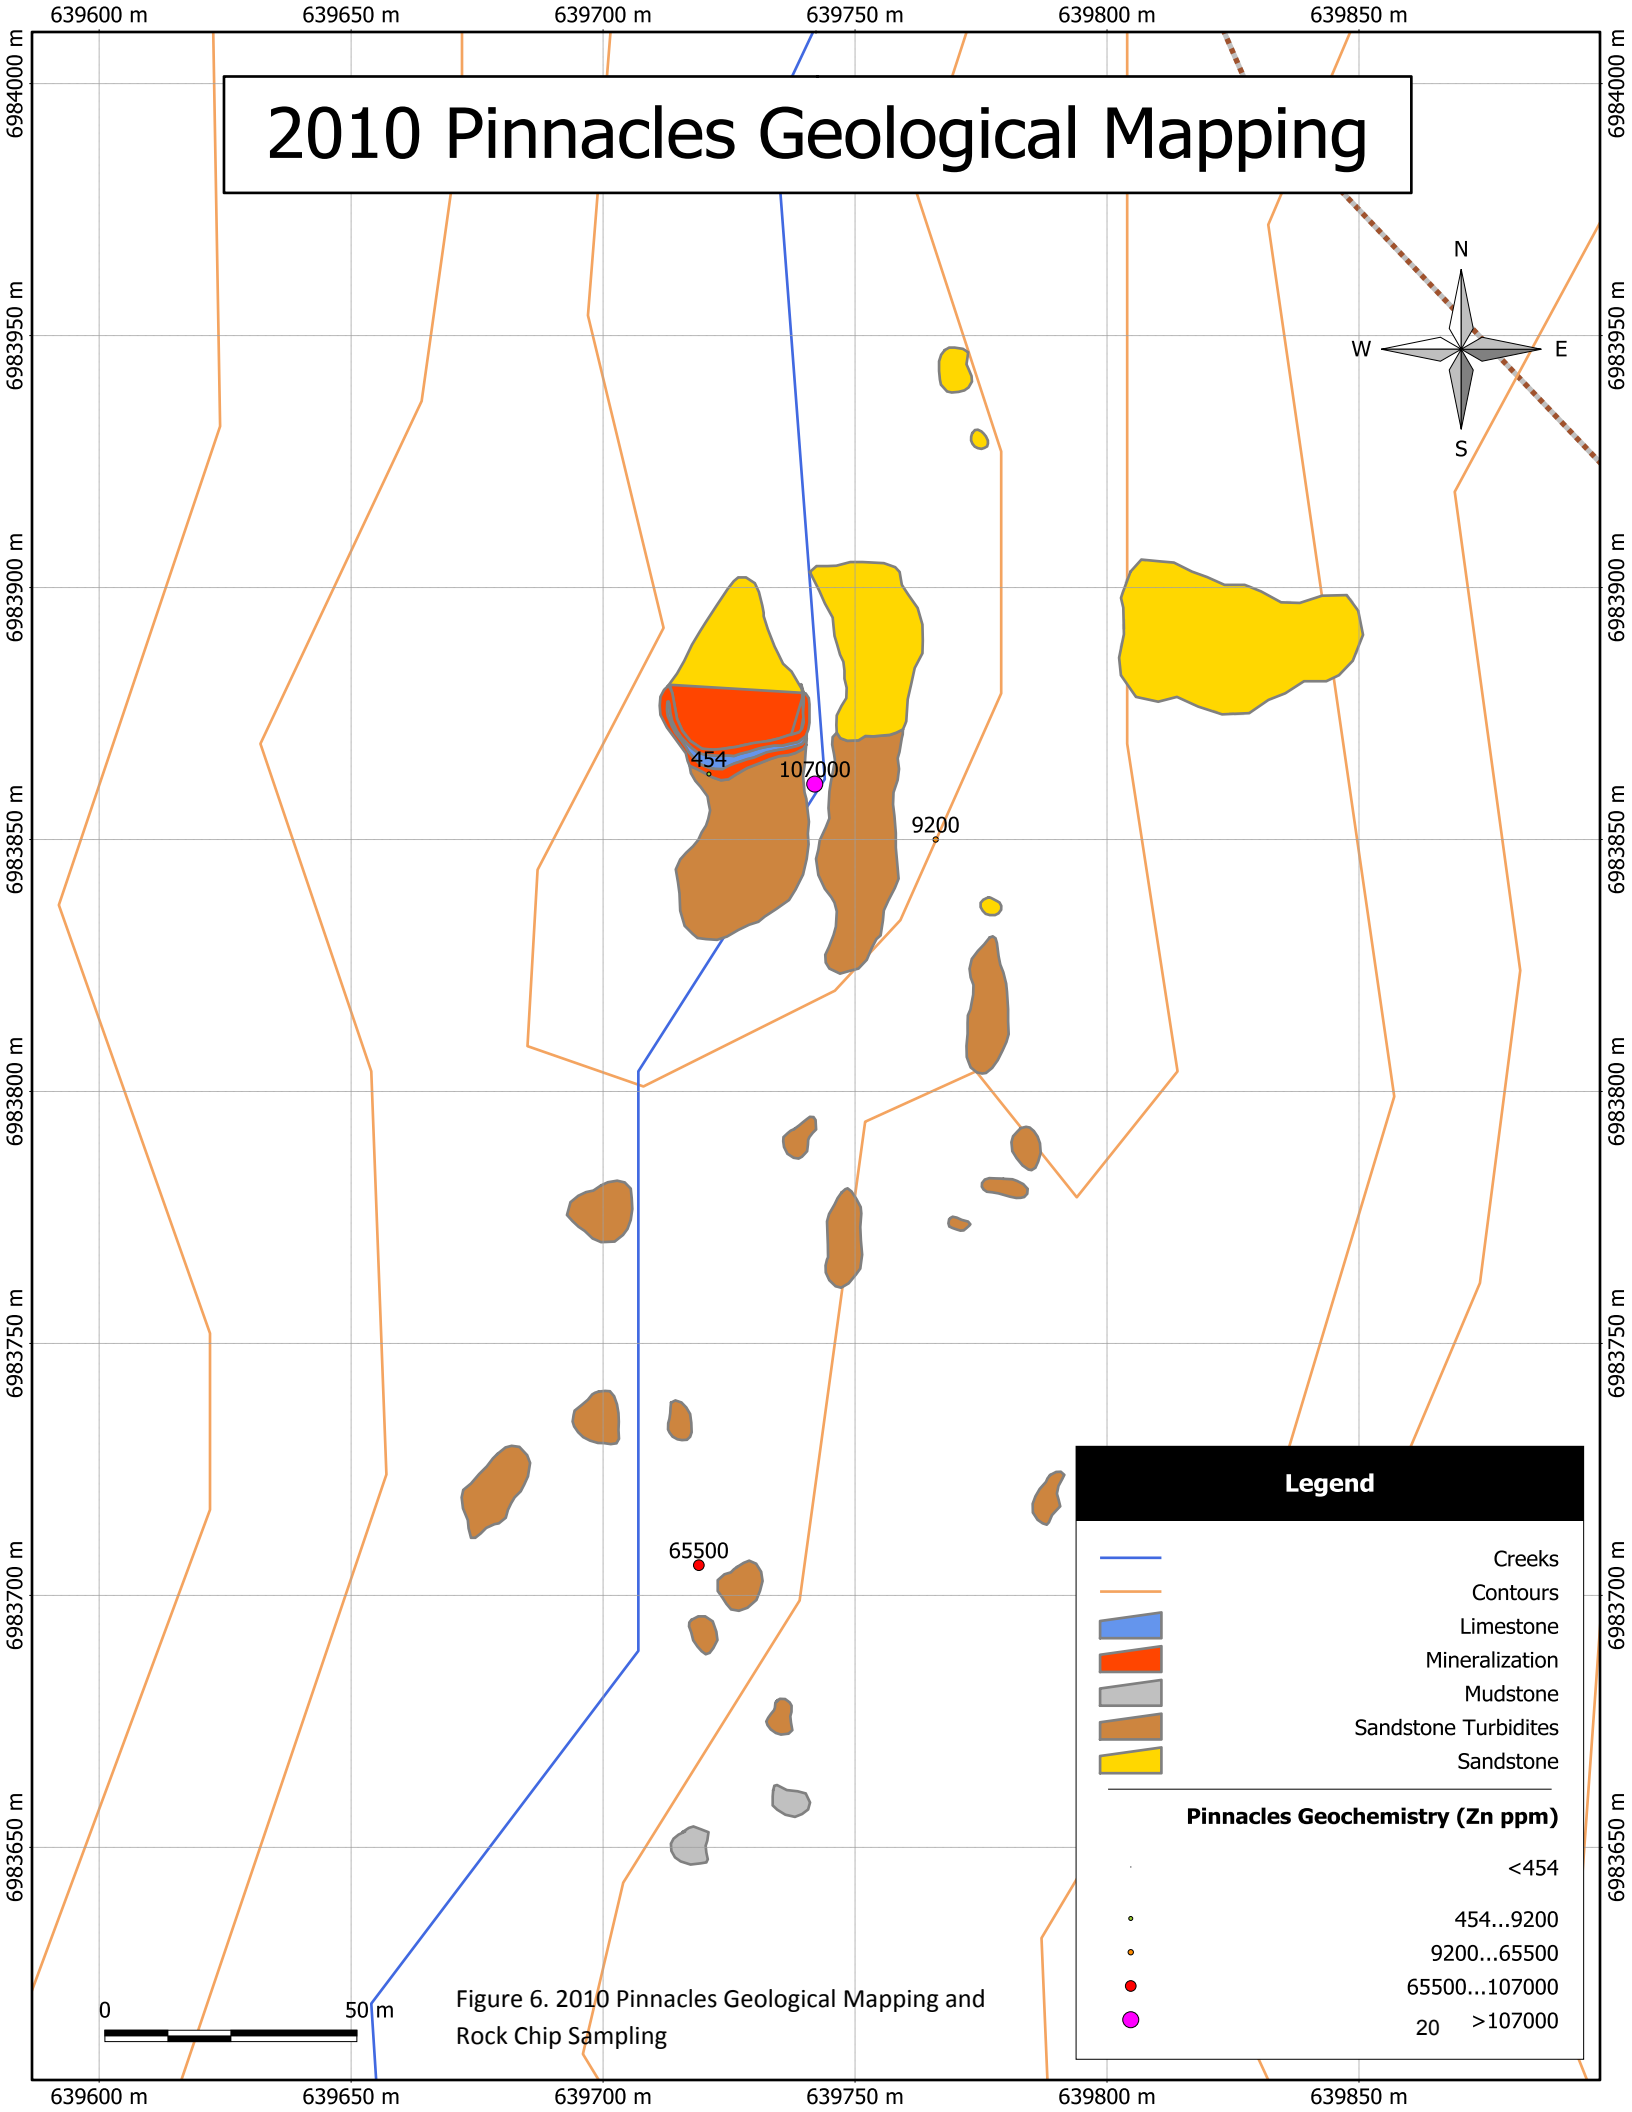 639600 m 639650 m 639700 m 639750 m 639800 m 639850 m
6984000 m 6984000 m
2010 Pinnacles Geological Mapping
N
W E
S
6983950 m 6983950 m
6983900 m 6983900 m
454
107000
9200
6983850 m 6983850 m
6983800 m 6983800 m
6983750 m 6983750 m
65500
6983700 m 6983700 m
6983650 m 6983650 m
Legend
Creeks
Contours
Limestone
Mineralization
Mudstone
Sandstone Turbidites
Sandstone
Pinnacles Geochemistry (Zn ppm)
<454
454...9200
9200...65500
65500...107000
>107000
20
0 50 m
Figure 6. 2010 Pinnacles Geological Mapping and
Rock Chip Sampling
639600 m 639650 m 639700 m 639750 m 639800 m 639850 m